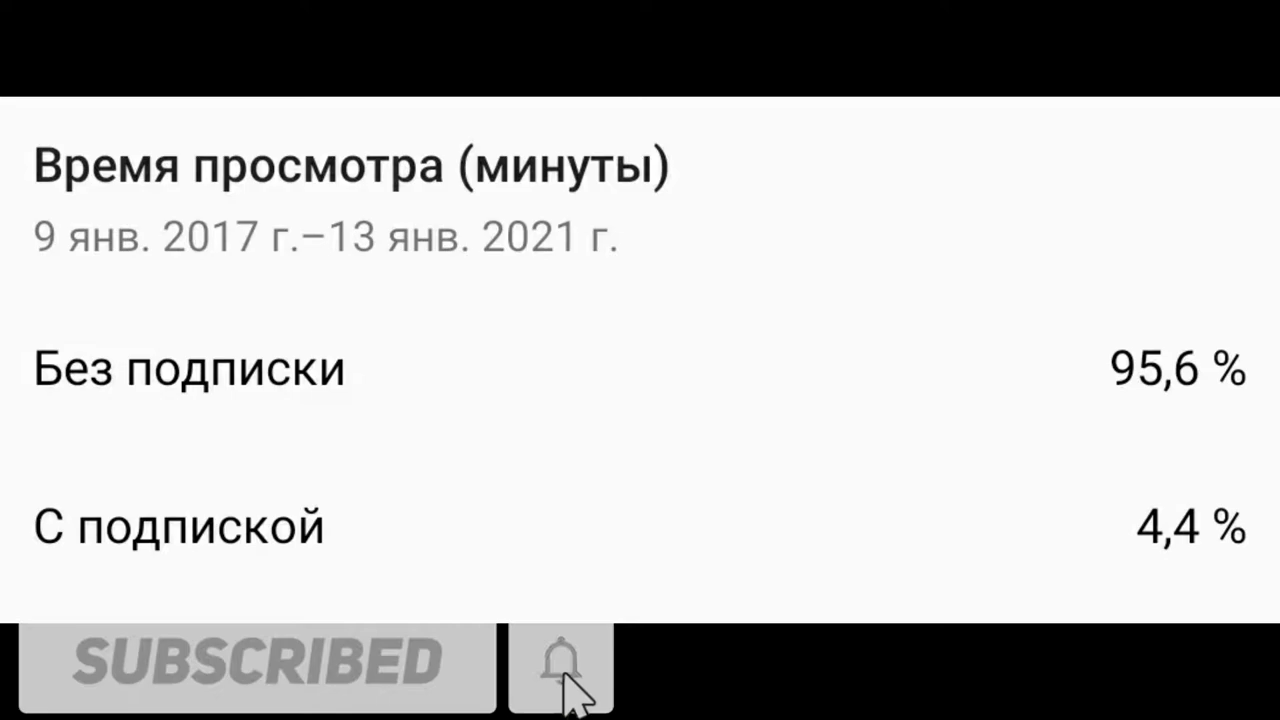 Время просмотра (минуты)
9 янв. 2017 г.–13 янв. 2021 г.
Без подписки 95,6 %
С подпиской 4,4 %
SUBSCRIBED